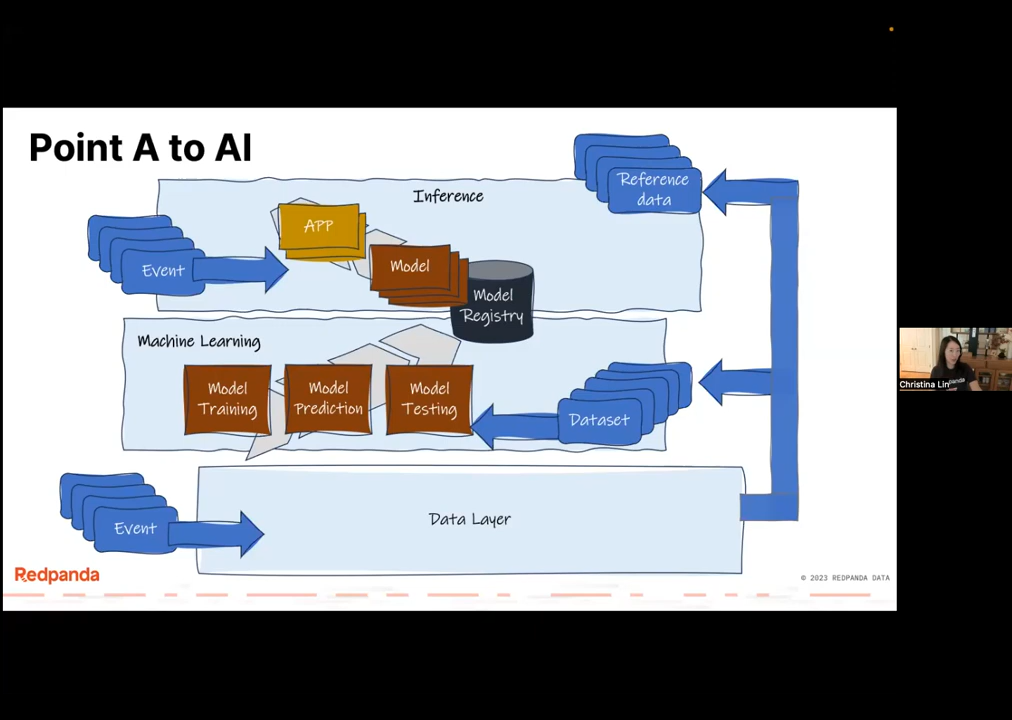 Point A to AI
Reference
data
Inference
APP
Event
Model
Model
Registry
Machine Learning
Model
Training
Model
Prediction
Model
Testing
Dataset
Event
Data Layer
Redpanda
© 2023 REDPANDA DATA
Christina Lin